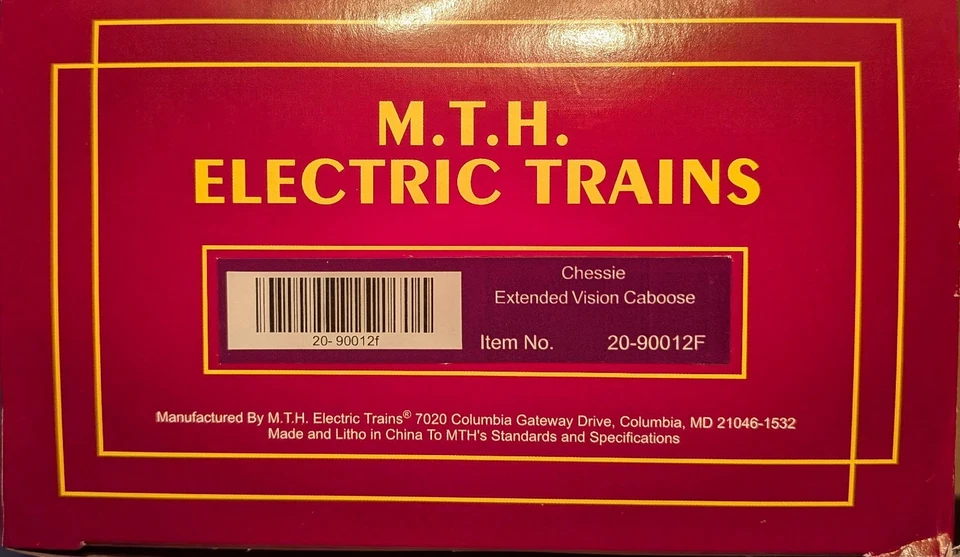 M.T.H.
ELECTRIC TRAINS
20- 90012f
Chessie
Extended Vision Caboose
Item No. 20-90012F
Manufactured By M.T.H. Electric Trains® 7020 Columbia Gateway Drive, Columbia, MD 21046-1532
Made and Litho in China To MTH's Standards and Specifications